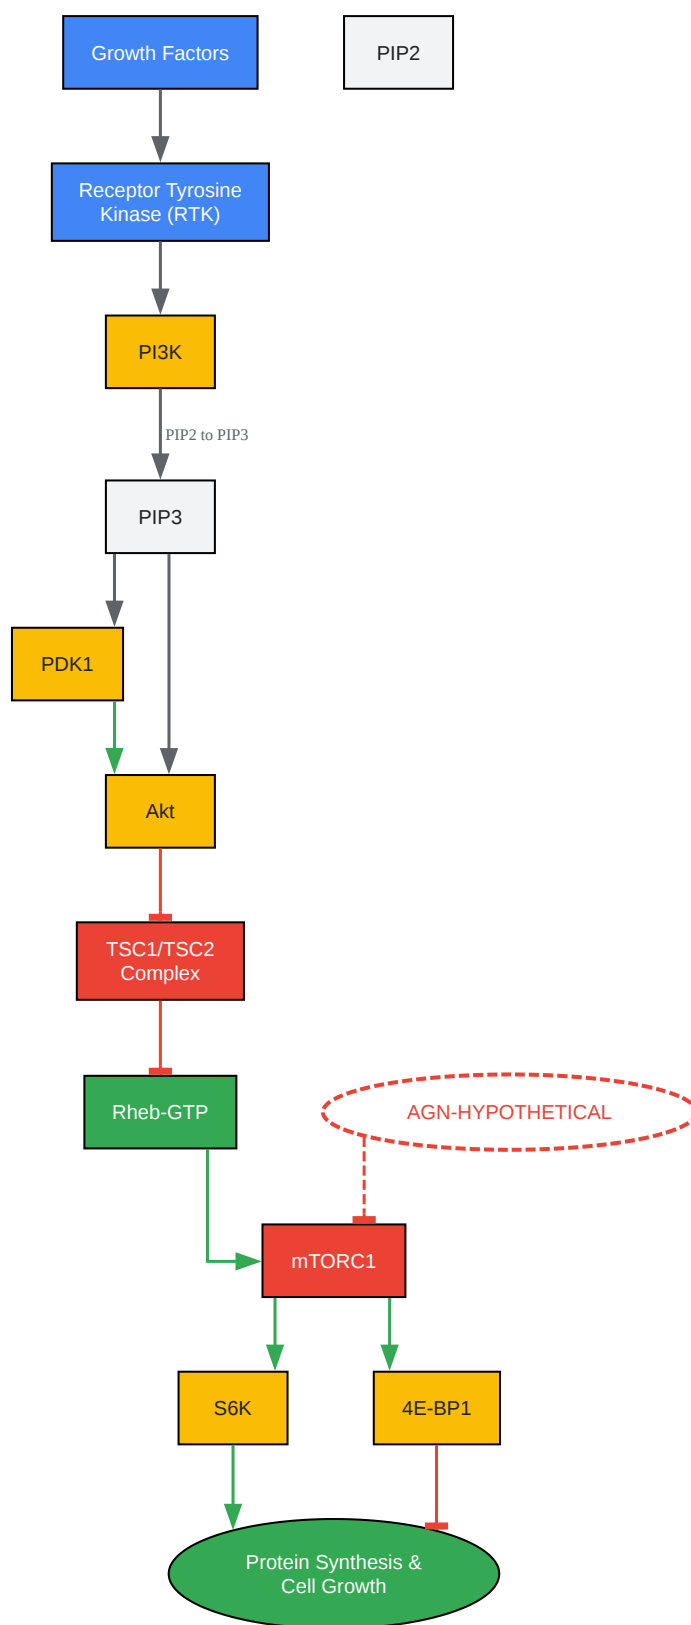 Growth Factors
PIP2
Receptor Tyrosine
Kinase (RTK)
PI3K
PIP2 to PIP3
PIP3
PDK1
Akt
TSC1/TSC2
Complex
Rheb-GTP
AGN-HYPOTHETICAL
mTORC1
S6K
4E-BP1
Protein Synthesis &
Cell Growth